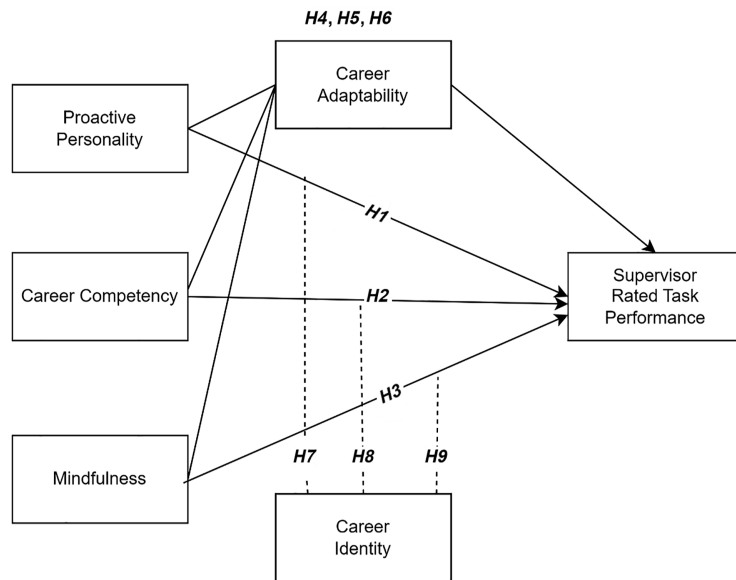 H4, H5, H6
Career
Adaptability
Proactive
Personality
H1
Career Competency
H2
Supervisor
Rated Task
Performance
H3
Mindfulness
H7
H8
H9
Career
Identity